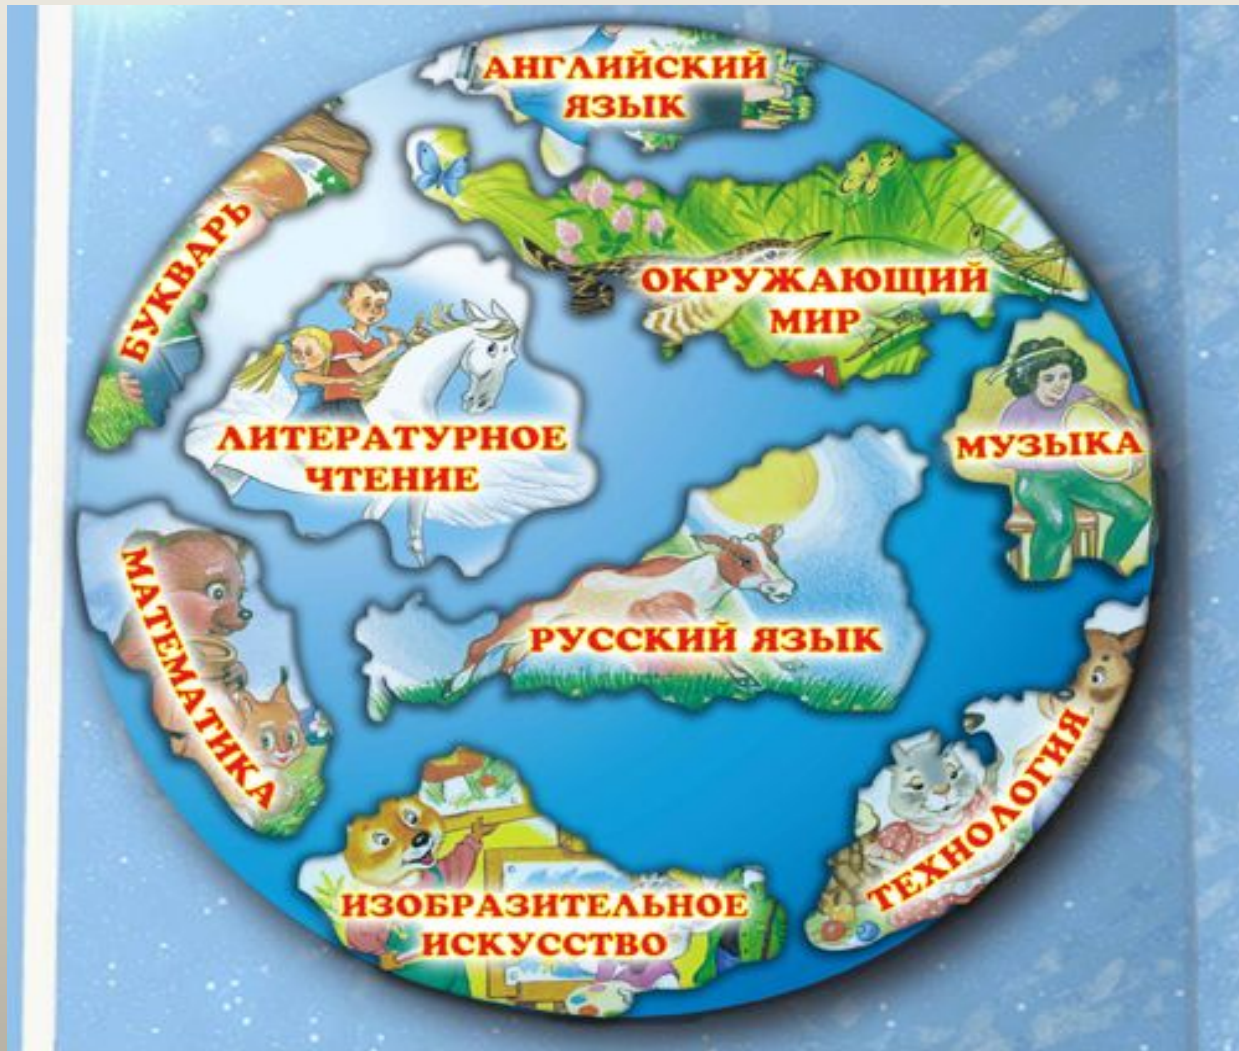 АНГЛИЙСКИЙ
ЯЗЫК
БУКВАРЬ
ОКРУЖАЮЩИЙ
МИР
ЛИТЕРАТУРНОЕ
ЧТЕНИЕ
МУЗЫКА
МАТЕМАТИКА
РУССКИЙ ЯЗЫК
ТЕХНОЛОГИЯ
ИЗОБРАЗИТЕЛЬНОЕ
ИСКУССТВО